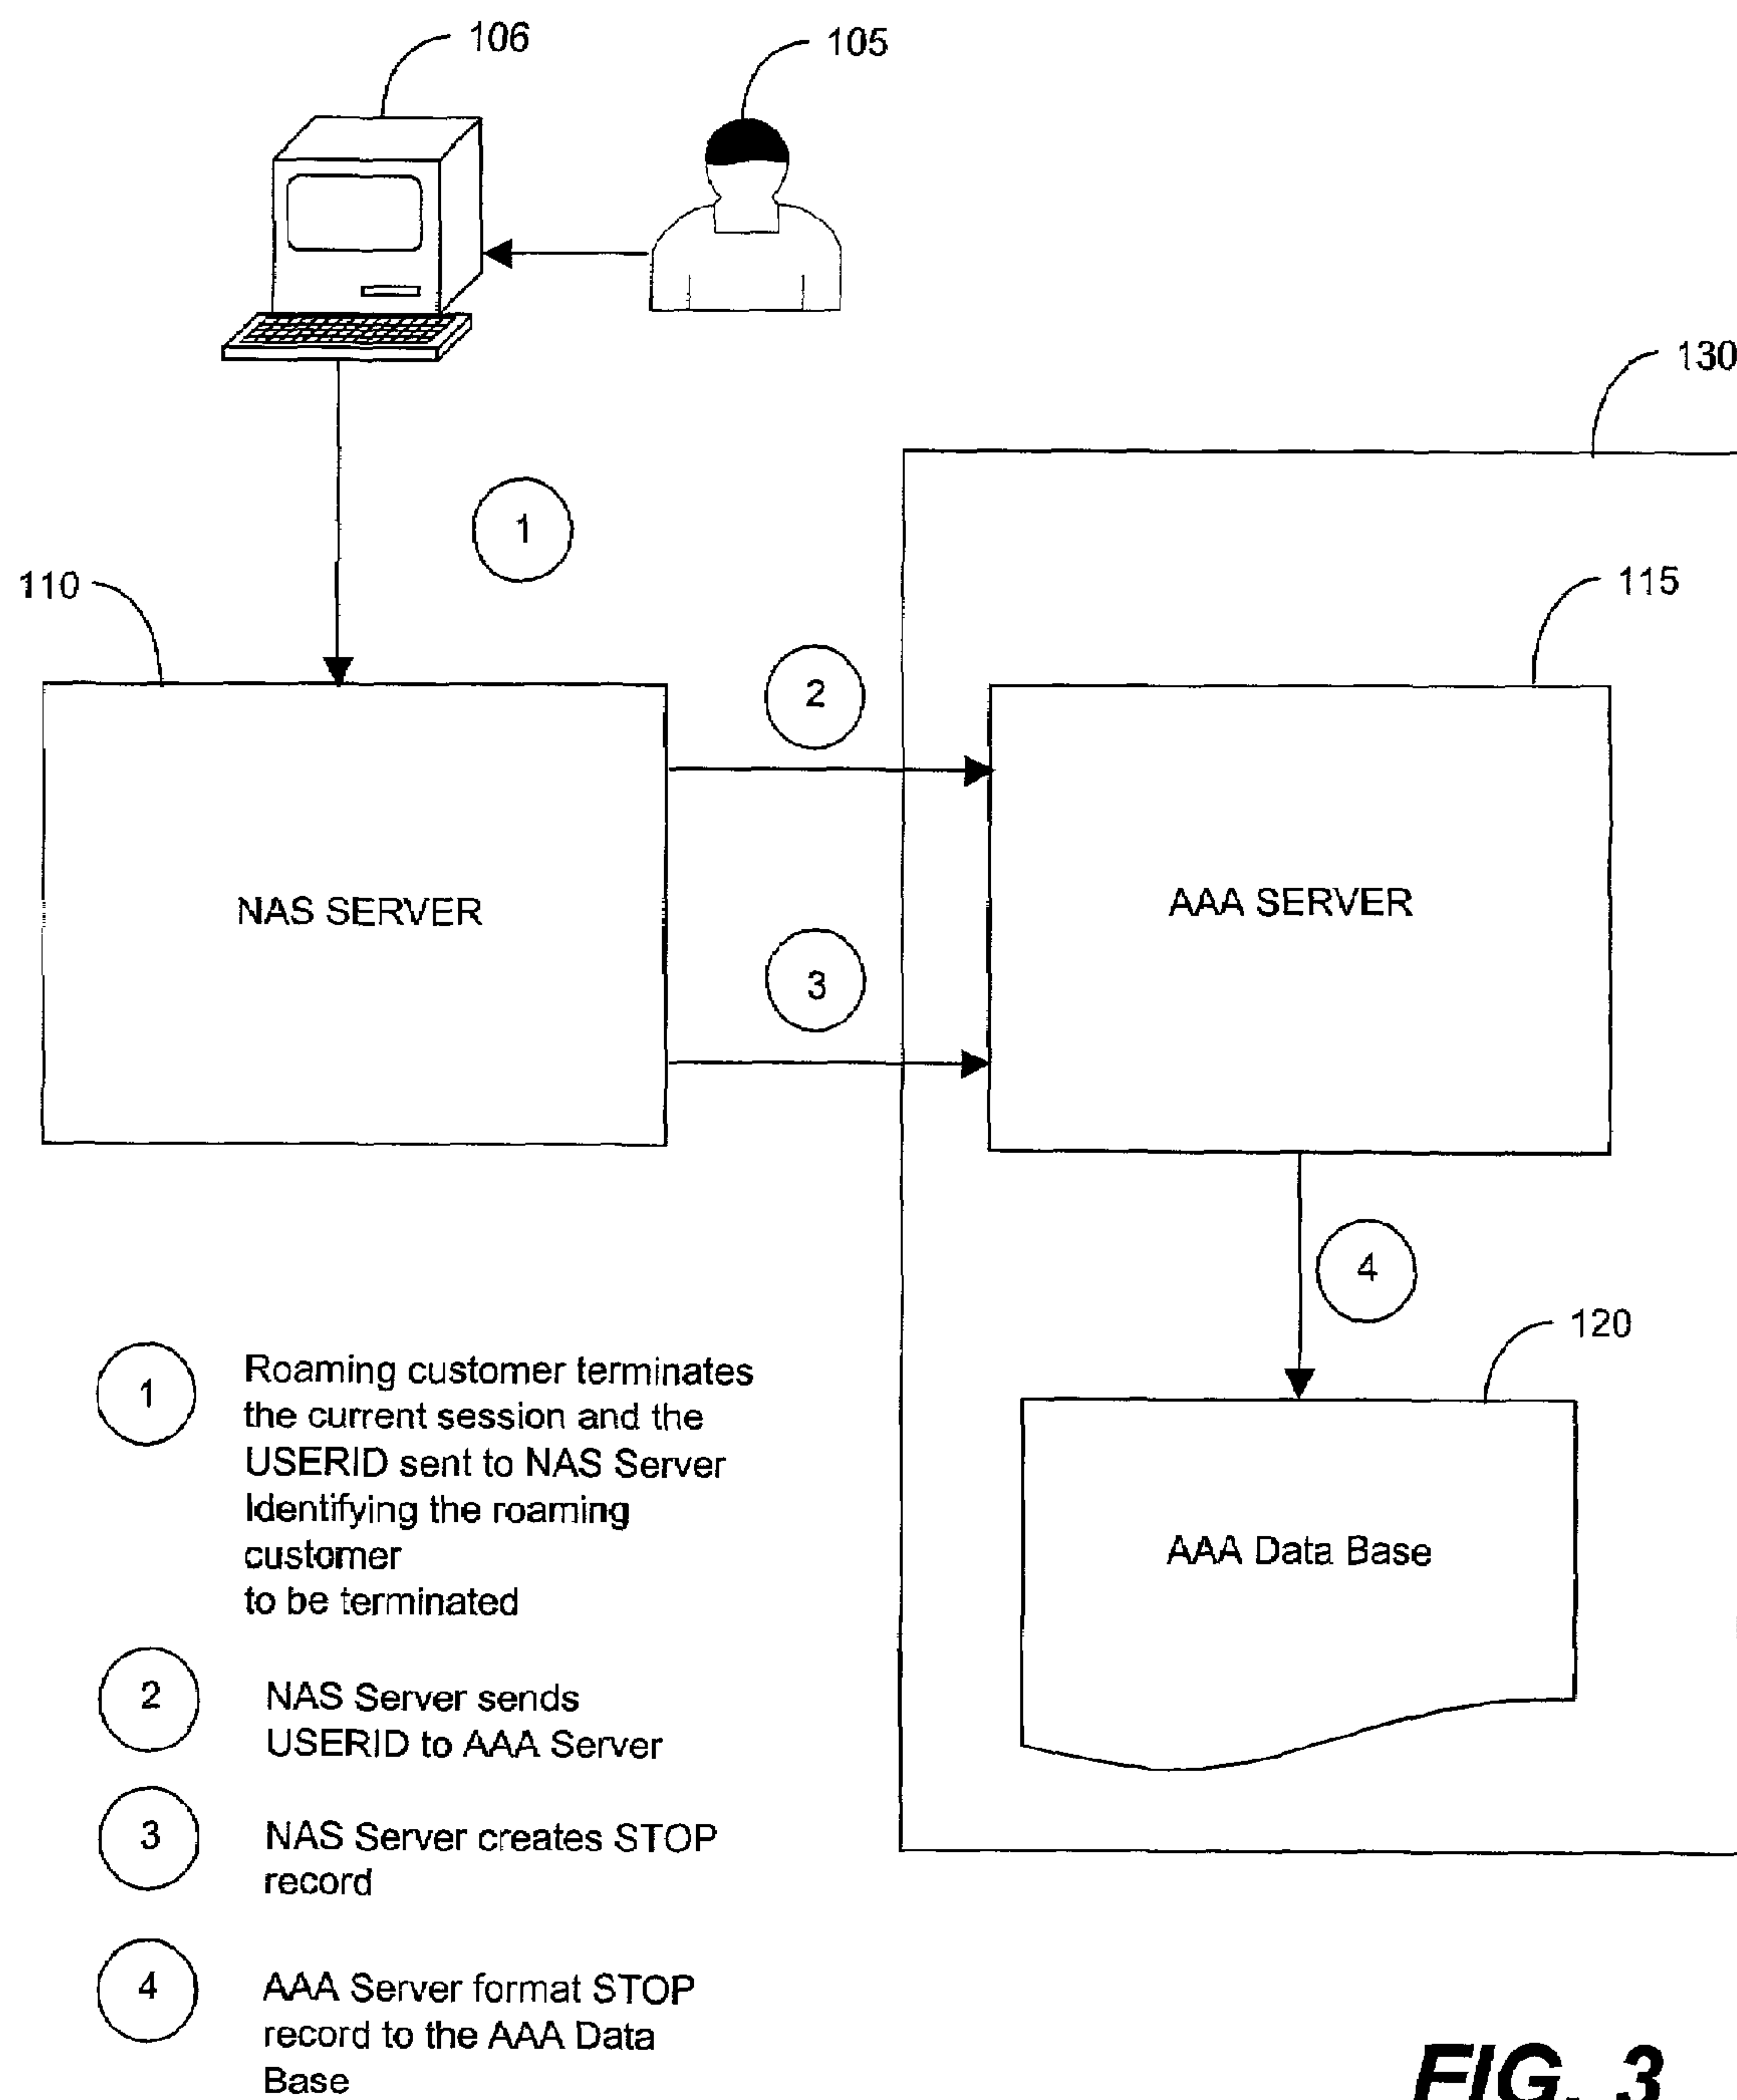 106
105
130
1
110
115
2
NAS SERVER
AAA SERVER
3
4
120
AAA Data Base
1
Roaming customer terminates
the current session and the
USERID sent to NAS Server
Identifying the roaming
customer
to be terminated
2
NAS Server sends
USERID to AAA Server
3
NAS Server creates STOP
record
4
AAA Server format STOP
record to the AAA Data
Base
FIG. 3